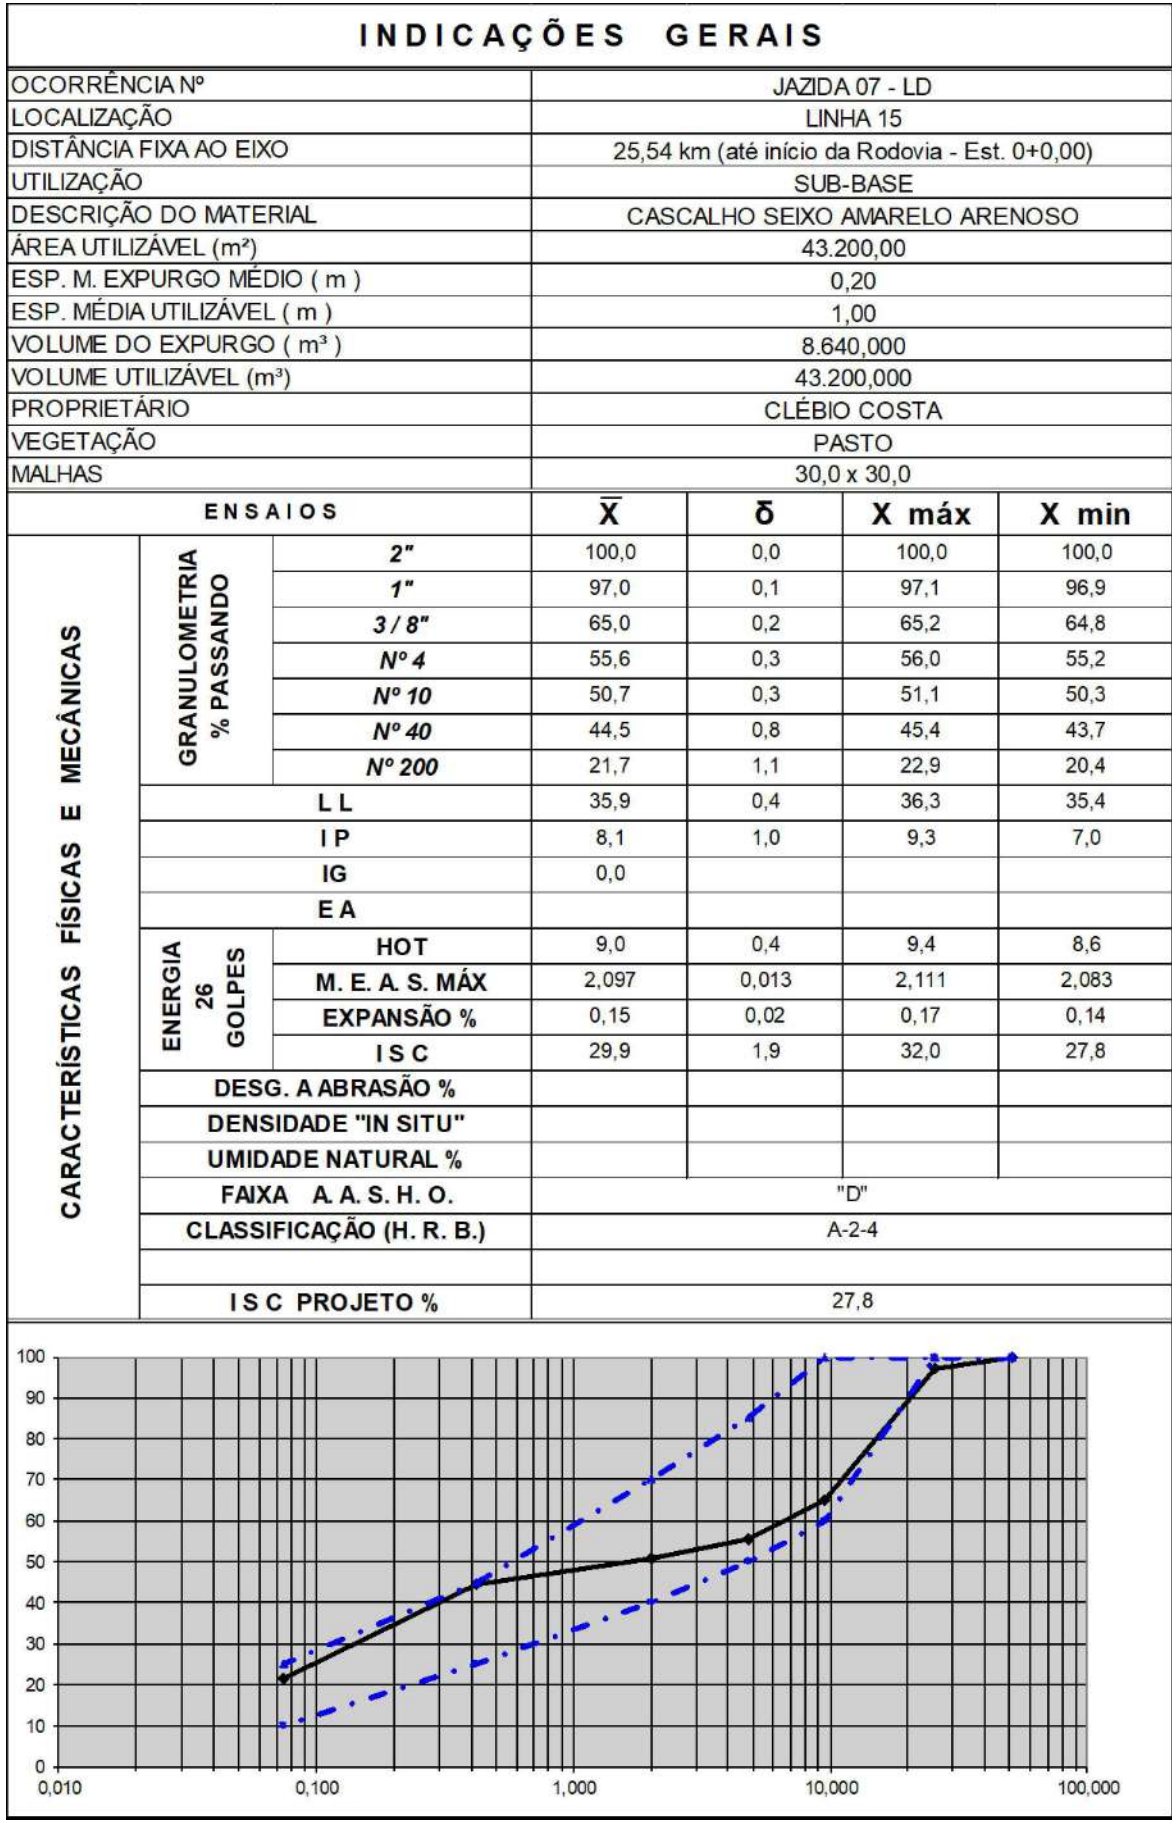 INDICAÇÕES GERAIS
OCORRÊNCIA Nº JAZIDA 07 - LD
LOCALIZAÇÃO LINHA 15
DISTÂNCIA FIXA AO EIXO 25,54 km (até início da Rodovia - Est. 0+0,00)
UTILIZAÇÃO SUB-BASE
DESCRIÇÃO DO MATERIAL CASCALHO SEIXO AMARELO ARENOSO
ÁREA UTILIZÁVEL (m²) 43.200,00
ESP. M. EXPURGO MÉDIO ( m ) 0,20
ESP. MÉDIA UTILIZÁVEL ( m ) 1,00
VOLUME DO EXPURGO ( m³ ) 8.640,000
VOLUME UTILIZÁVEL (m³) 43.200,000
PROPRIETÁRIO CLÉBIO COSTA
VEGETAÇÃO PASTO
MALHAS 30,0 x 30,0
ENSAIOS X̅ δ X máx X min
CARACTERÍSTICAS FÍSICAS E MECÂNICAS
GRANULOMETRIA
% PASSANDO
2" 100,0 0,0 100,0 100,0
1" 97,0 0,1 97,1 96,9
3 / 8" 65,0 0,2 65,2 64,8
Nº 4 55,6 0,3 56,0 55,2
Nº 10 50,7 0,3 51,1 50,3
Nº 40 44,5 0,8 45,4 43,7
Nº 200 21,7 1,1 22,9 20,4
L L 35,9 0,4 36,3 35,4
I P 8,1 1,0 9,3 7,0
IG 0,0
E A
ENERGIA
26
GOLPES
HOT 9,0 0,4 9,4 8,6
M. E. A. S. MÁX 2,097 0,013 2,111 2,083
EXPANSÃO % 0,15 0,02 0,17 0,14
I S C 29,9 1,9 32,0 27,8
DESG. A ABRASÃO %
DENSIDADE "IN SITU"
UMIDADE NATURAL %
FAIXA A. A. S. H. O. "D"
CLASSIFICAÇÃO (H. R. B.) A-2-4
I S C PROJETO % 27,8
100
90
80
70
60
50
40
30
20
10
0
0,010 0,100 1,000 10,000 100,000